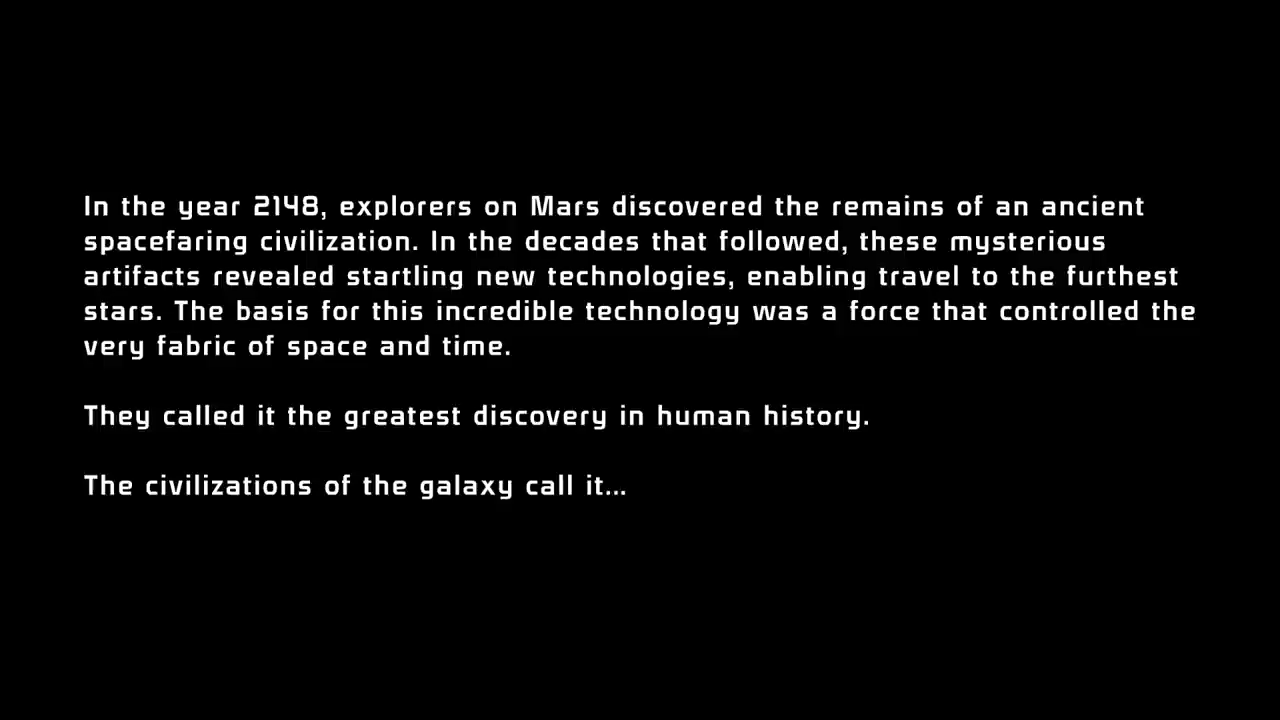 In the year 2148, explorers on Mars discovered the remains of an ancient
spacefaring civilization. In the decades that followed, these mysterious
artifacts revealed startling new technologies, enabling travel to the furthest
stars. The basis for this incredible technology was a force that controlled the
very fabric of space and time.
They called it the greatest discovery in human history.
The civilizations of the galaxy call it...